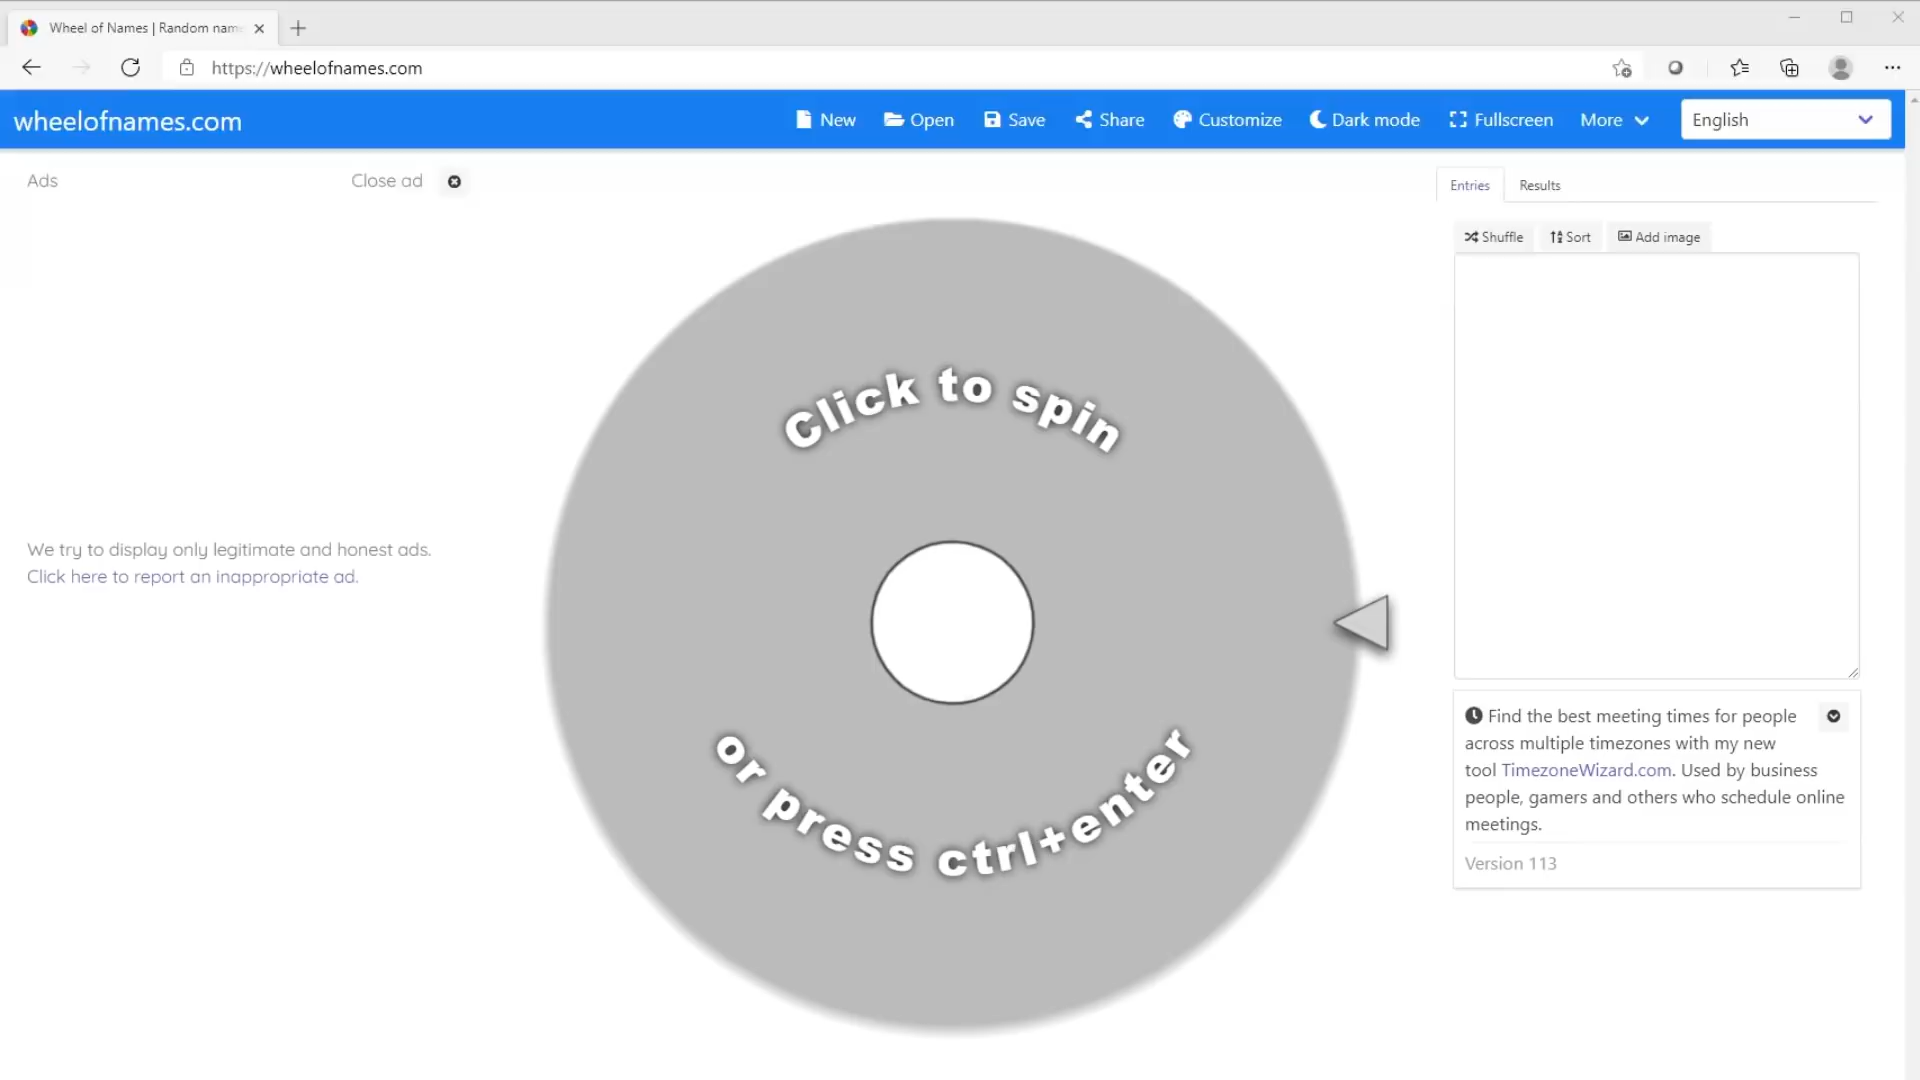 Wheel of Names | Random nam
https://wheelofnames.com
wheelofnames.com
New
Open
Save
Share
Customize
Dark mode
Fullscreen
More
English
Ads
Close ad
Entries
Results
Shuffle
Sort
Add image
Click to spin
or press ctrl+enter
We try to display only legitimate and honest ads.
Click here to report an inappropriate ad.
Find the best meeting times for people
across multiple timezones with my new
tool TimezoneWizard.com. Used by business
people, gamers and others who schedule online
meetings.
Version 113